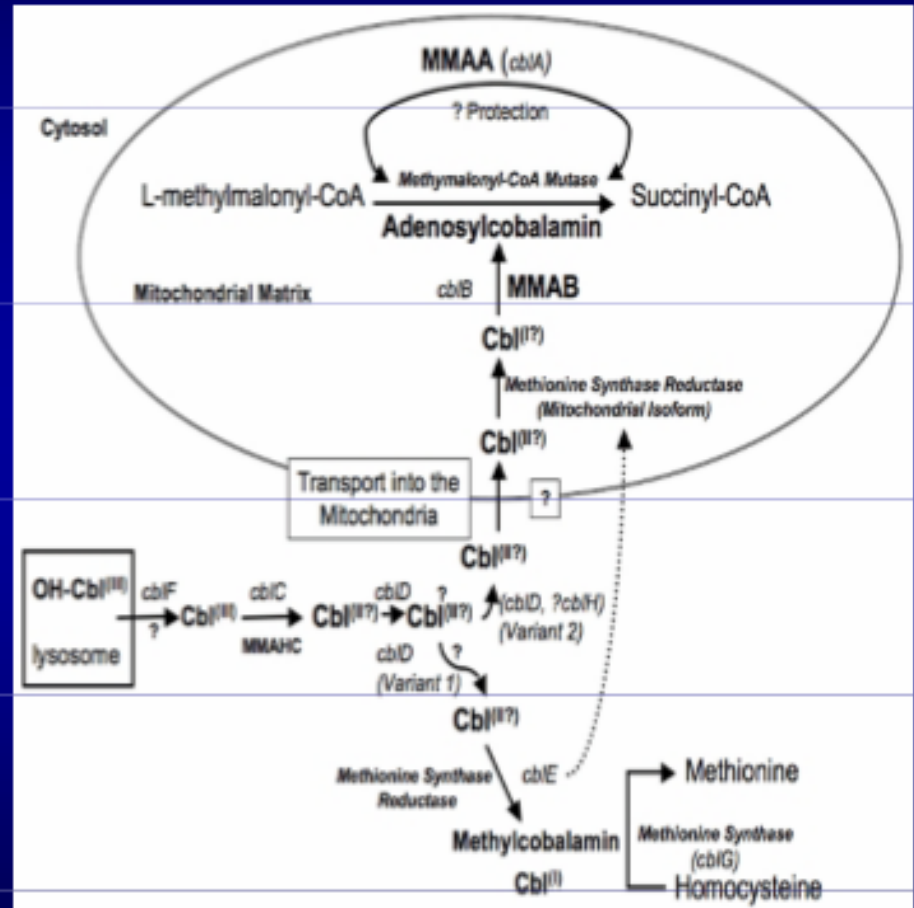 MMAA (cblA)
? Protection
Cytosol
Methymalonyl-CoA Mutase
L-methylmalonyl-CoA
Succinyl-CoA
Adenosylcobalamin
Mitochondrial Matrix
cblB
MMAB
Cbl(I?)
Methionine Synthase Reductase
(Mitochondrial Isoform)
Cbl(II?)
Transport into the
Mitochondria
?
Cbl(II?)
OH-Cbl(III)
lysosome
cblF
?
Cbl(III)
cblC
MMAHC
Cbl(II?)
cblD
Cbl(II?)
?
(cblD, ?cblH)
(Variant 2)
cblD
(Variant 1)
?
Cbl(II?)
Methionine Synthase
Reductase
cblE
Methylcobalamin
Cbl(I)
Methionine
Methionine Synthase
(cblG)
Homocysteine